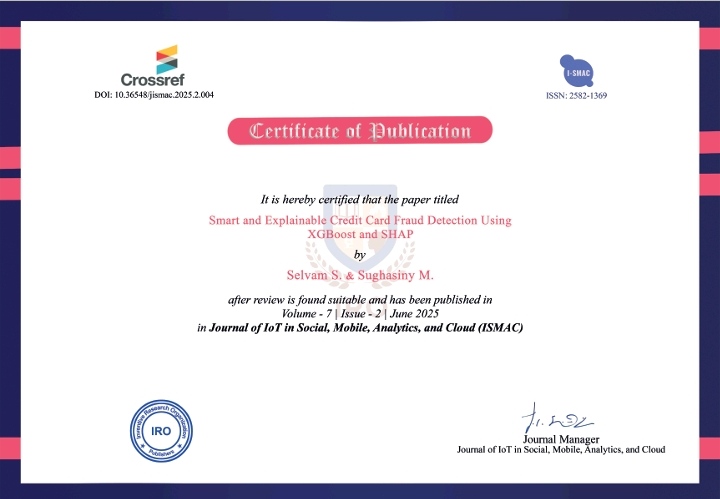 Crossref
DOI: 10.36548/jismac.2025.2.004
I-SMAC
ISSN: 2582-1369
Certificate of Publication
It is hereby certified that the paper titled
Smart and Explainable Credit Card Fraud Detection Using
XGBoost and SHAP
by
Selvam S. & Sughasiny M.
after review is found suitable and has been published in
Volume - 7 | Issue - 2 | June 2025
in Journal of IoT in Social, Mobile, Analytics, and Cloud (ISMAC)
Inventive Research Organization
IRO
Publishers
Journal Manager
Journal of IoT in Social, Mobile, Analytics, and Cloud